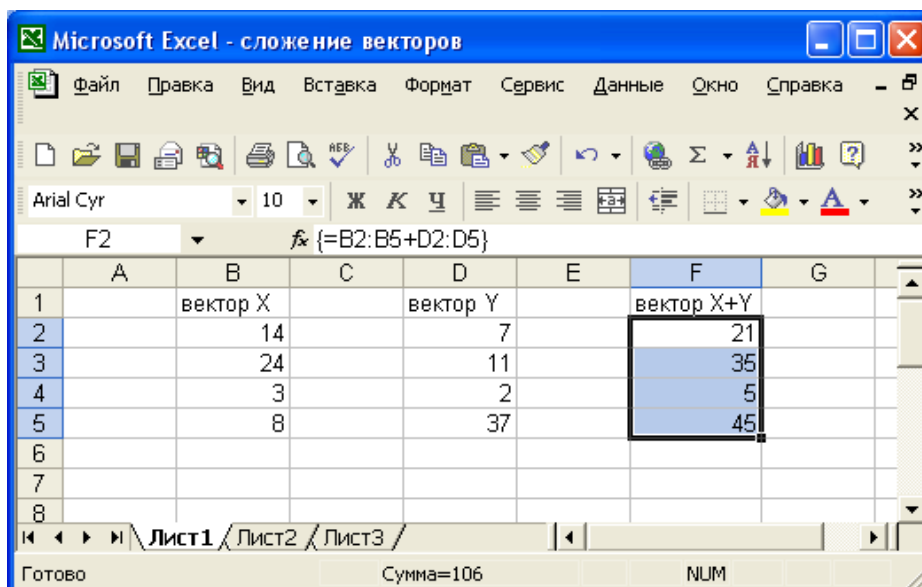 Microsoft Excel - сложение векторов
Файл Правка Вид Вставка Формат Сервис Данные Окно Справка
Arial Cyr 10 Ж К Ч
F2 fx {=B2:B5+D2:D5}
A B C D E F G
1 вектор X вектор Y вектор X+Y
2 14 7 21
3 24 11 35
4 3 2 5
5 8 37 45
6
7
8
Лист1 Лист2 Лист3
Готово Сумма=106 NUM